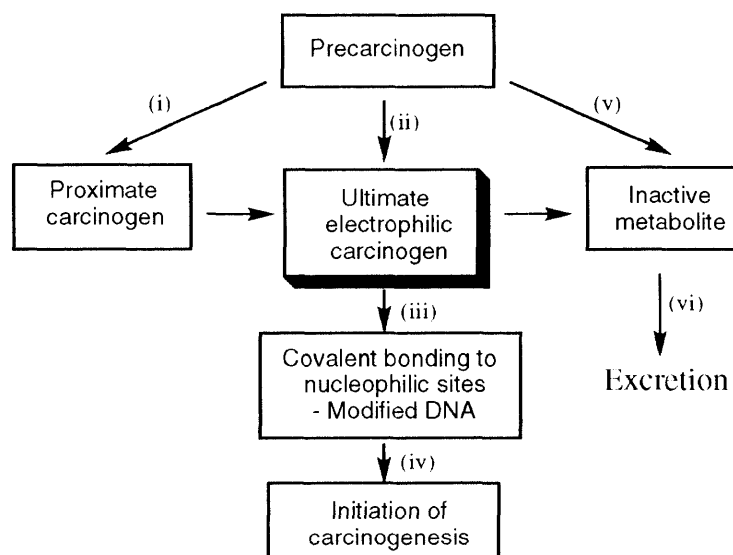 Precarcinogen
(i)
(ii)
(v)
Proximate
carcinogen
Ultimate
electrophilic
carcinogen
Inactive
metabolite
(iii)
(vi)
Covalent bonding to
nucleophilic sites
- Modified DNA
Excretion
(iv)
Initiation of
carcinogenesis